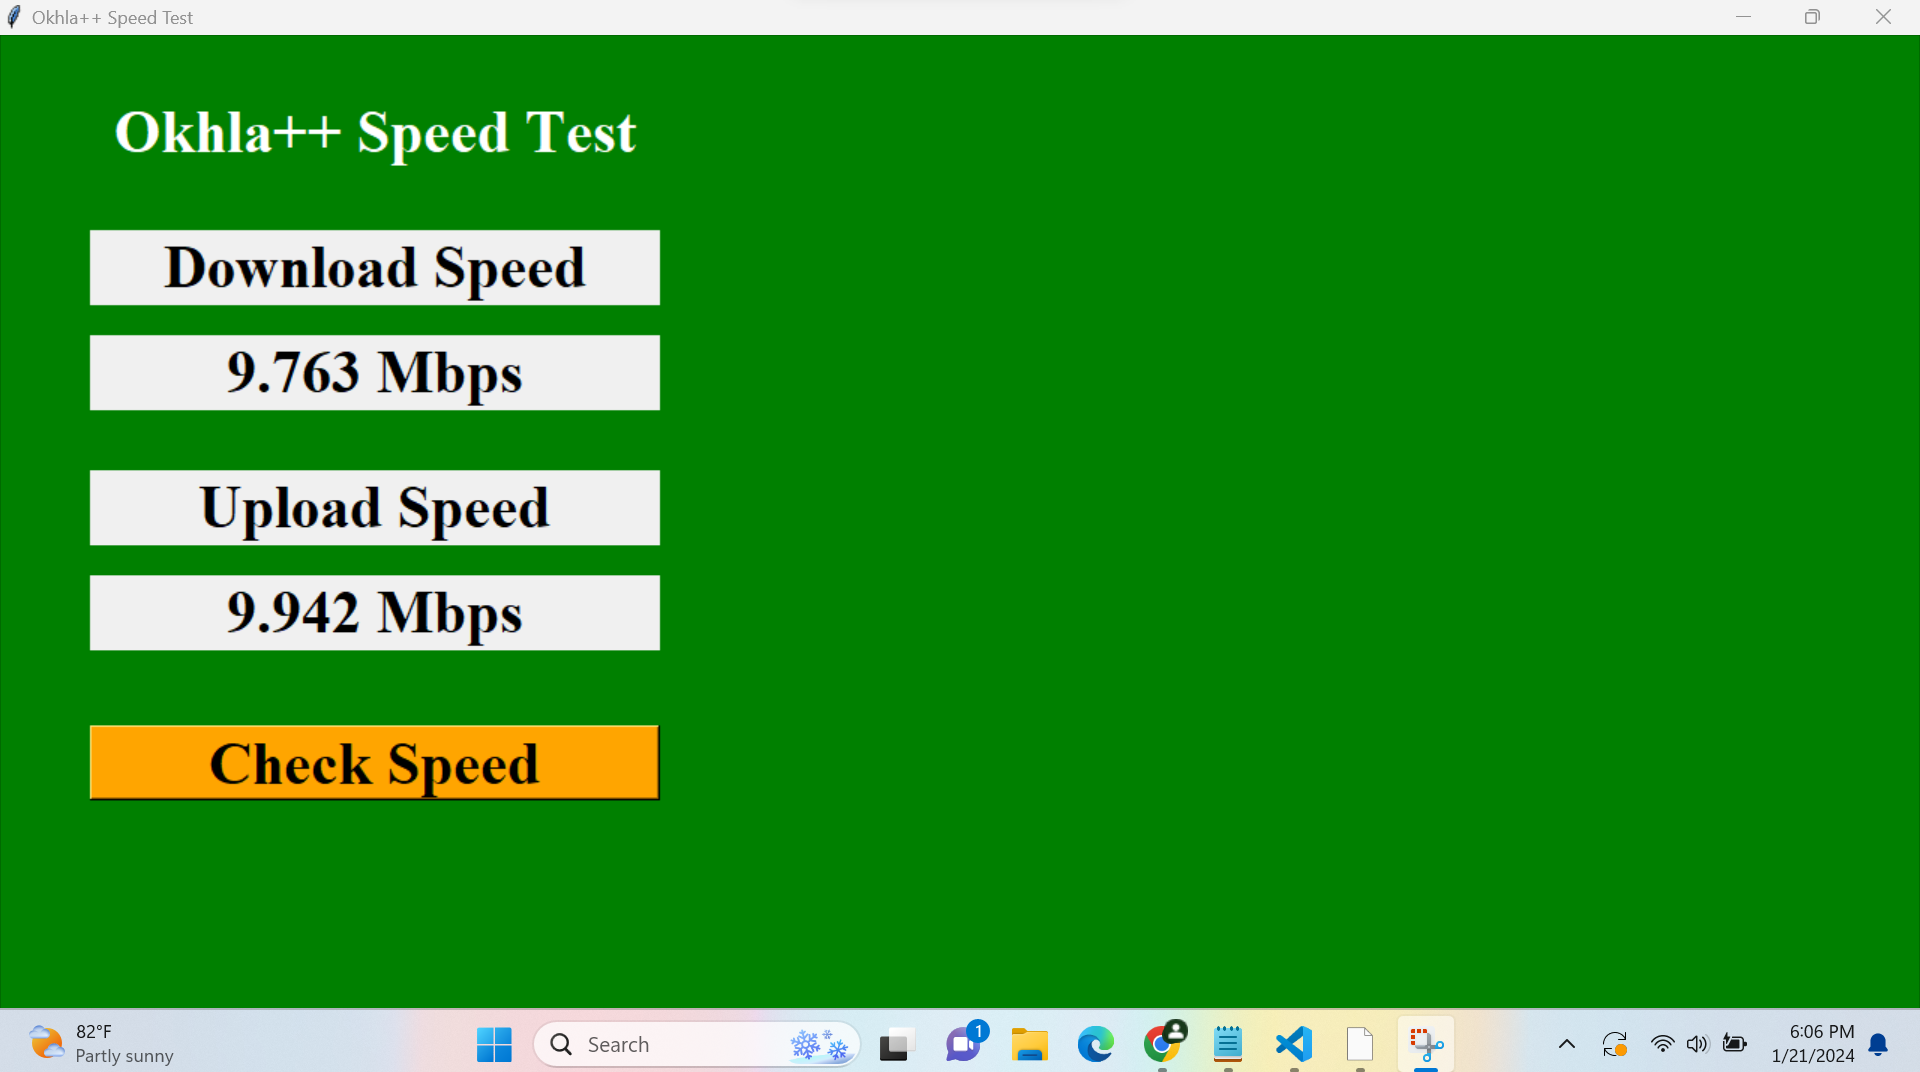 Okhla++ Speed Test
Okhla++ Speed Test
Download Speed
9.763 Mbps
Upload Speed
9.942 Mbps
Check Speed
82°F
Partly sunny
Search
1
6:06 PM
1/21/2024